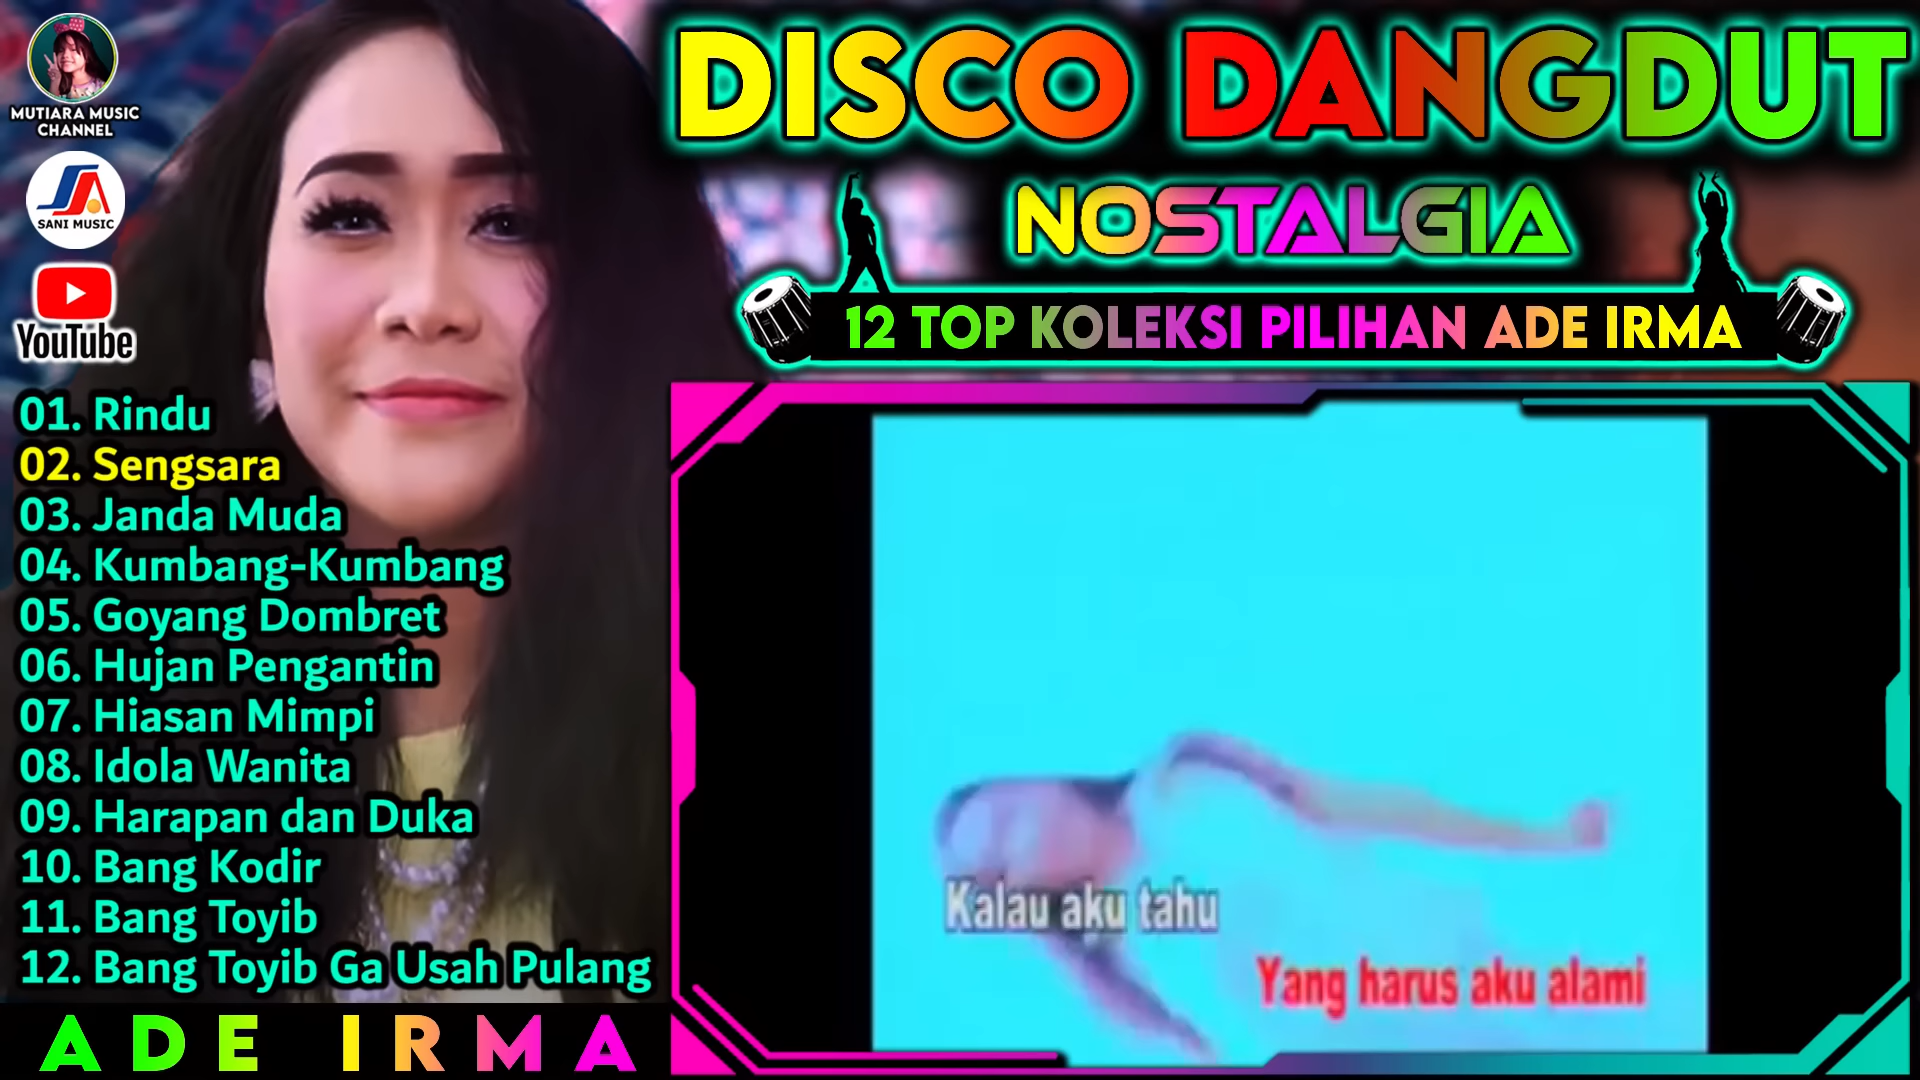 MUTIARA MUSIC
CHANNEL
SANI MUSIC
YouTube
DISCO DANGDUT
NOSTALGIA
12 TOP KOLEKSI PILIHAN ADE IRMA
01. Rindu
02. Sengsara
03. Janda Muda
04. Kumbang-Kumbang
05. Goyang Dombret
06. Hujan Pengantin
07. Hiasan Mimpi
08. Idola Wanita
09. Harapan dan Duka
10. Bang Kodir
11. Bang Toyib
12. Bang Toyib Ga Usah Pulang
ADE IRMA
Kalau aku tahu
Yang harus aku alami